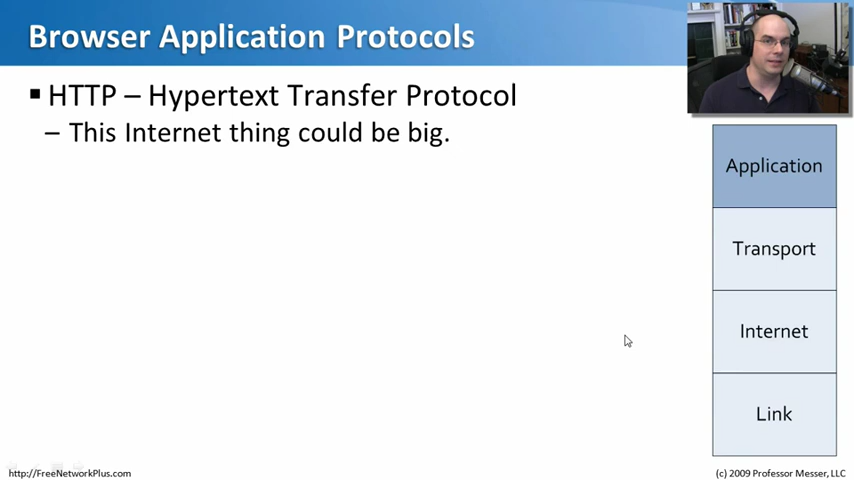 Browser Application Protocols
▪ HTTP – Hypertext Transfer Protocol
– This Internet thing could be big.
Application
Transport
Internet
Link
http://FreeNetworkPlus.com
(c) 2009 Professor Messer, LLC